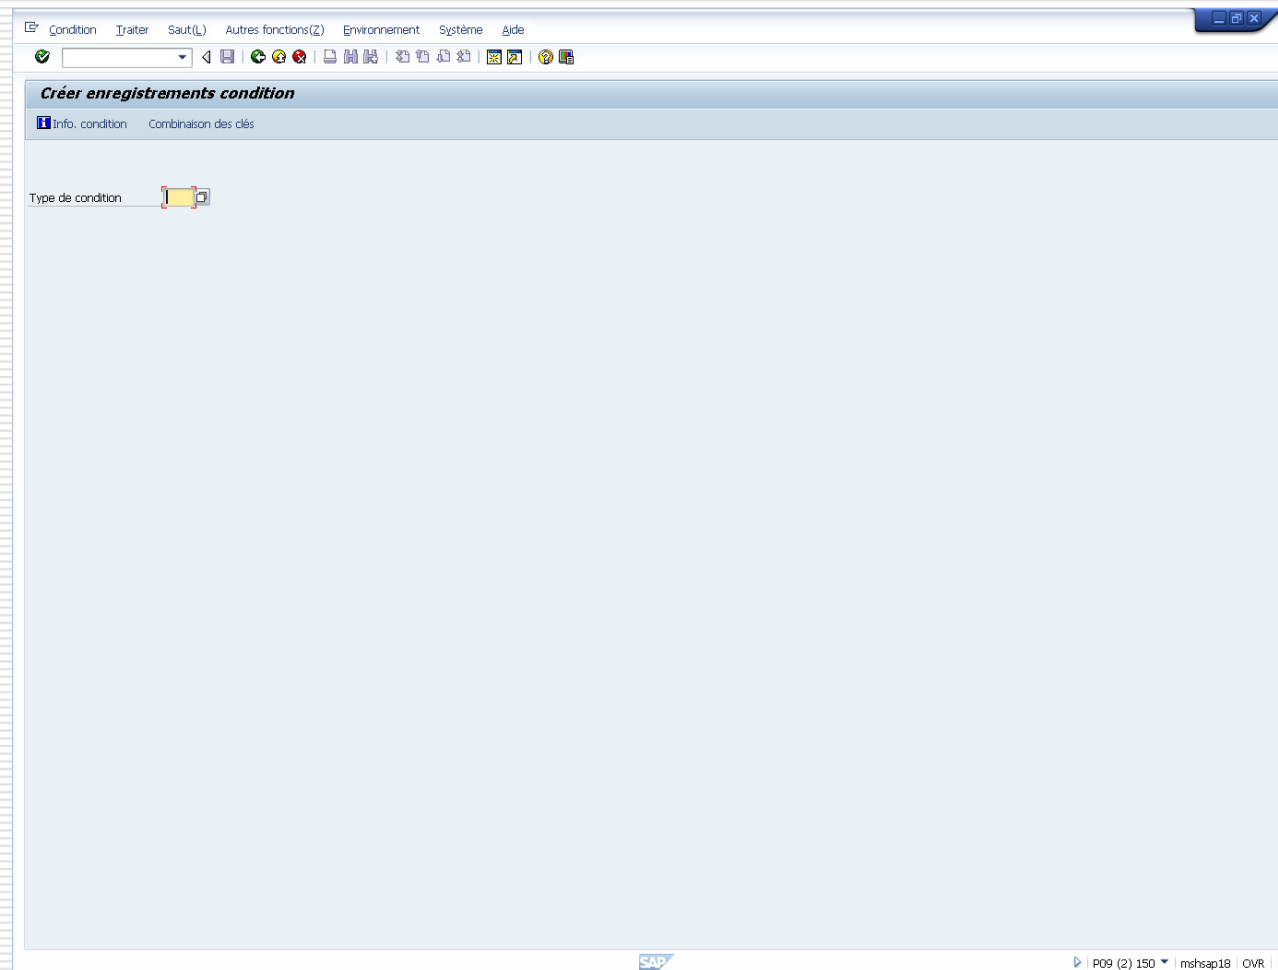 Condition Traiter Saut(L) Autres fonctions(Z) Environnement Système Aide
Créer enregistrements condition
Info. condition Combinaison des clés
Type de condition
SAP P09 (2) 150 mshsap18 OVR